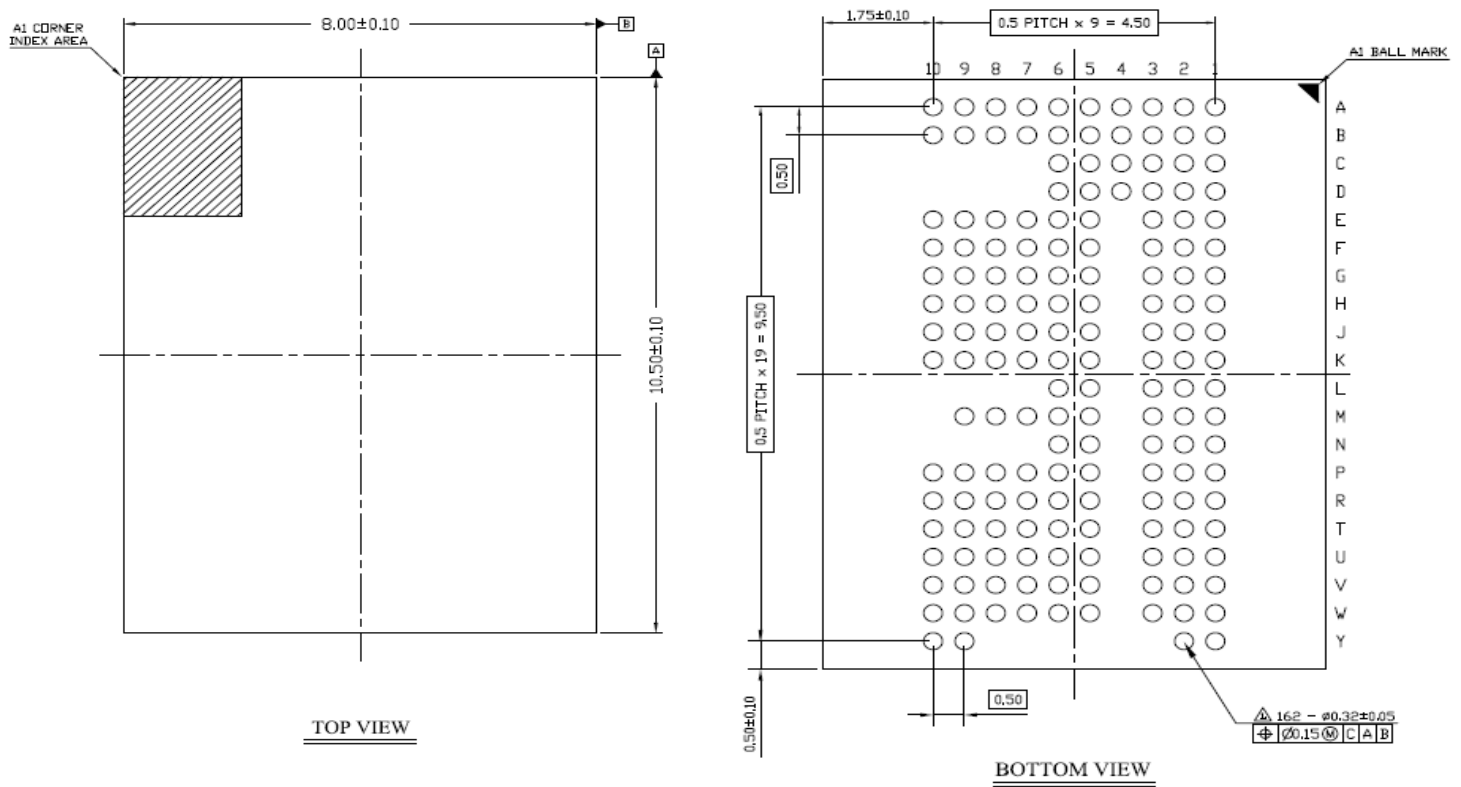 A1 CORNER
INDEX AREA
8.00±0.10
B
A
10.50±0.10
TOP VIEW
1.75±0.10
0.5 PITCH × 9 = 4.50
A1 BALL MARK
10 9 8 7 6 5 4 3 2 1
A
B
C
D
E
F
G
H
J
K
L
M
N
P
R
T
U
V
W
Y
0.50
0.5 PITCH × 19 = 9.50
0.50±0.10
0.50
162 - ⌀0.32±0.05
⌖ ⌀0.15 Ⓜ C A B
BOTTOM VIEW